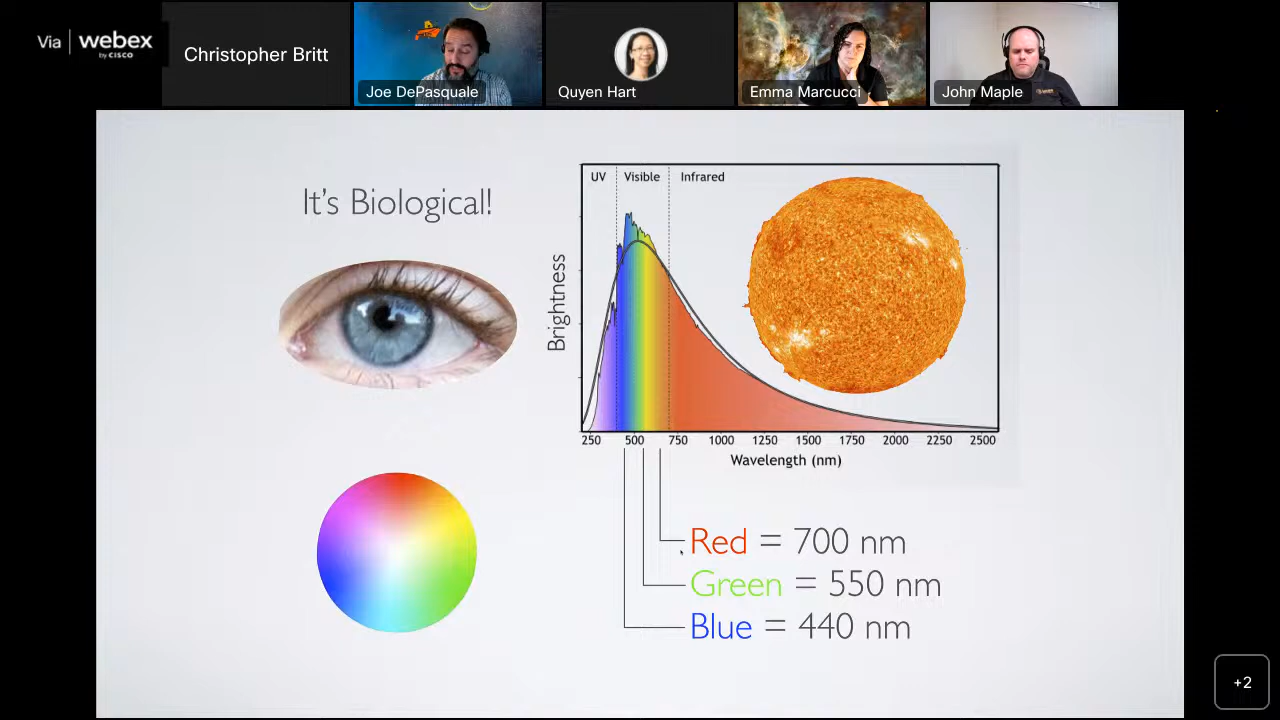 Via | webex
by CISCO
Christopher Britt
Joe DePasquale
Quyen Hart
Emma Marcucci
John Maple
It's Biological!
UV Visible Infrared
Brightness
250 500 750 1000 1250 1500 1750 2000 2250 2500
Wavelength (nm)
Red = 700 nm
Green = 550 nm
Blue = 440 nm
+2